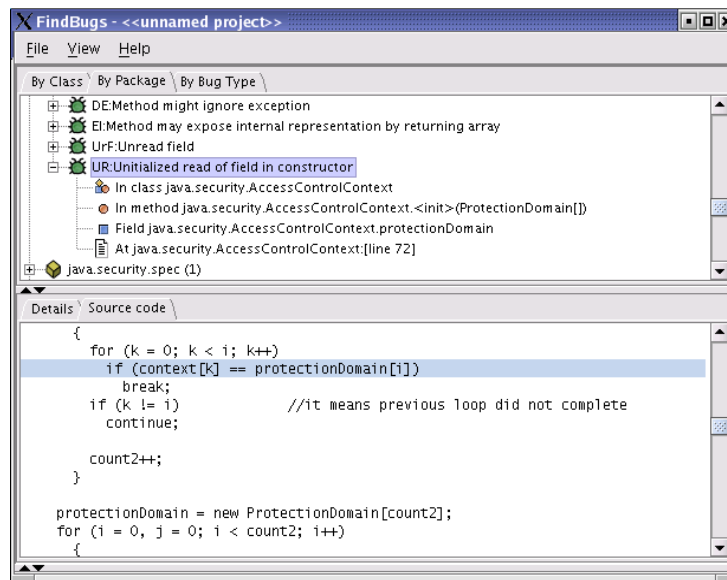 FindBugs - <<unnamed project>>
File View Help
By Class By Package By Bug Type
DE:Method might ignore exception
EI:Method may expose internal representation by returning array
UrF:Unread field
UR:Unitialized read of field in constructor
In class java.security.AccessControlContext
In method java.security.AccessControlContext.<init>(ProtectionDomain[])
Field java.security.AccessControlContext.protectionDomain
At java.security.AccessControlContext:[line 72]
java.security.spec (1)
Details Source code
{
for (k = 0; k < i; k++)
if (context[k] == protectionDomain[i])
break;
if (k != i) //it means previous loop did not complete
continue;
count2++;
}
protectionDomain = new ProtectionDomain[count2];
for (i = 0, j = 0; i < count2; i++)
{